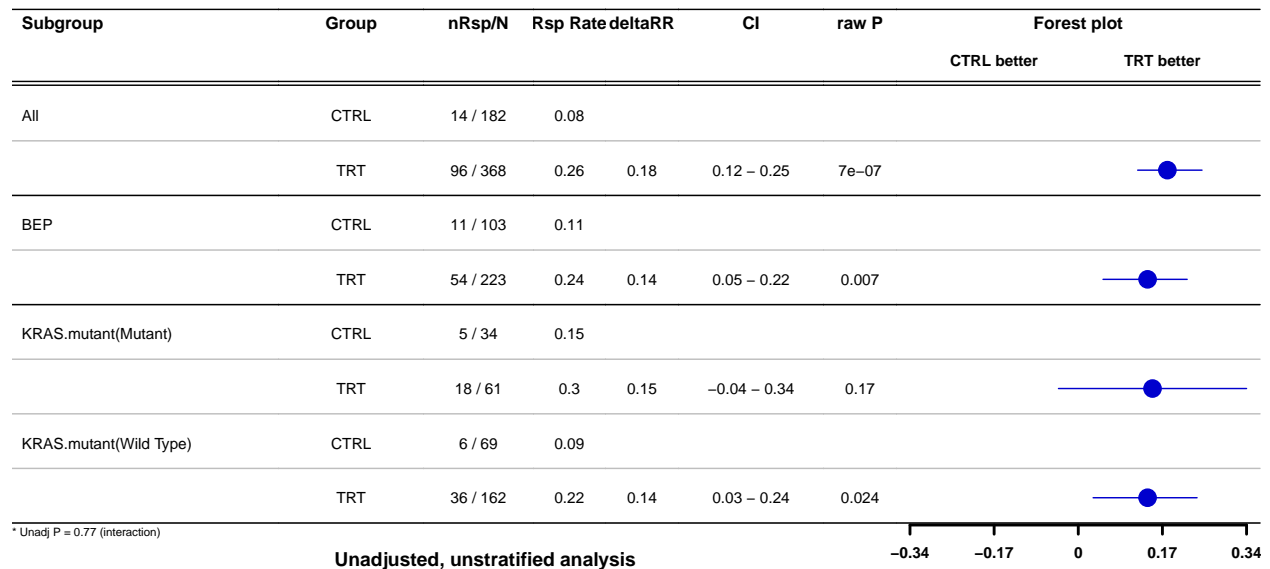 Subgroup Group nRsp/N Rsp Rate deltaRR CI raw P Forest plot
CTRL better TRT better
All CTRL 14 / 182 0.08
TRT 96 / 368 0.26 0.18 0.12 − 0.25 7e−07
BEP CTRL 11 / 103 0.11
TRT 54 / 223 0.24 0.14 0.05 − 0.22 0.007
KRAS.mutant(Mutant) CTRL 5 / 34 0.15
TRT 18 / 61 0.3 0.15 −0.04 − 0.34 0.17
KRAS.mutant(Wild Type) CTRL 6 / 69 0.09
TRT 36 / 162 0.22 0.14 0.03 − 0.24 0.024
* Unadj P = 0.77 (interaction)
−0.34 −0.17 0 0.17 0.34
Unadjusted, unstratified analysis